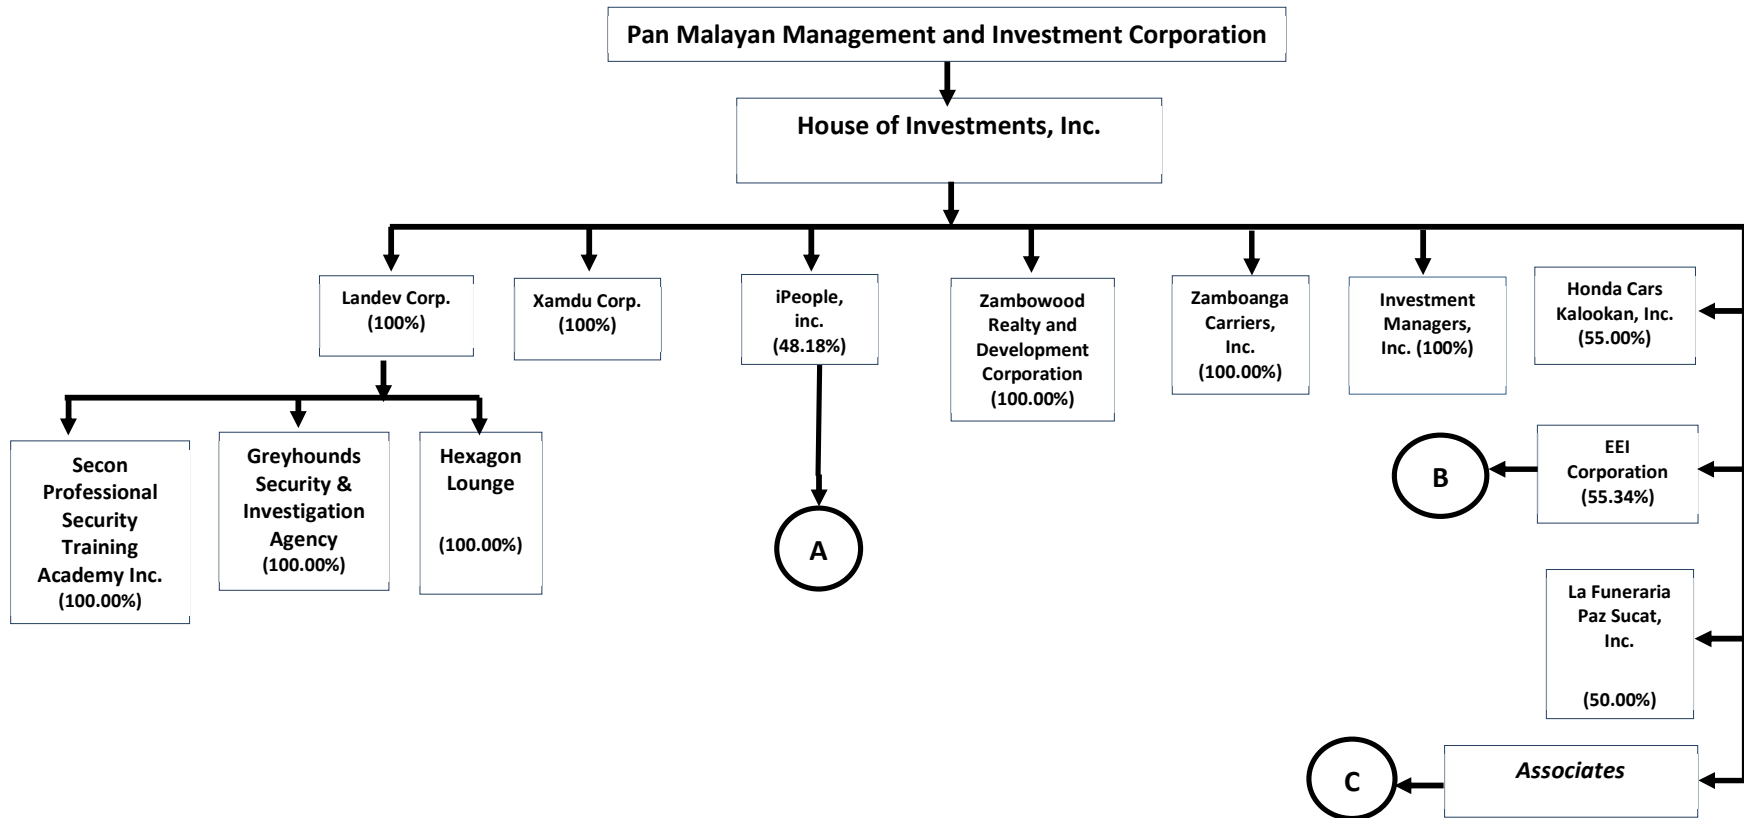 Pan Malayan Management and Investment Corporation
House of Investments, Inc.
Landev Corp.
(100%)
Xamdu Corp.
(100%)
iPeople,
inc.
(48.18%)
Zambowood
Realty and
Development
Corporation
(100.00%)
Zamboanga
Carriers,
Inc.
(100.00%)
Investment
Managers,
Inc. (100%)
Honda Cars
Kalookan, Inc.
(55.00%)
Secon
Professional
Security
Training
Academy Inc.
(100.00%)
Greyhounds
Security &
Investigation
Agency
(100.00%)
Hexagon
Lounge
(100.00%)
A
B
EEI
Corporation
(55.34%)
La Funeraria
Paz Sucat,
Inc.
(50.00%)
C
Associates